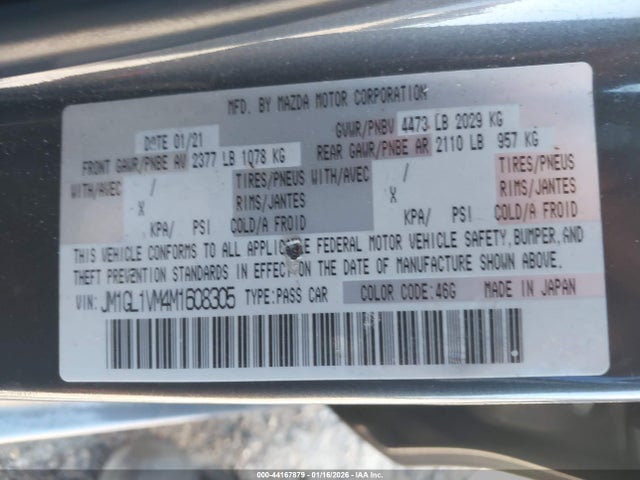 MFD. BY MAZDA MOTOR CORPORATION
DATE 01/21 GVWR/PNBV 4473 LB 2029 KG
FRONT GAWR/PNBE AV 2377 LB 1078 KG REAR GAWR/PNBE AR 2110 LB 957 KG
WITH/AVEC / TIRES/PNEUS WITH/AVEC / TIRES/PNEUS
X RIMS/JANTES X RIMS/JANTES
KPA/ PSI COLD/A FROID KPA/ PSI COLD/A FROID
THIS VEHICLE CONFORMS TO ALL APPLICABLE FEDERAL MOTOR VEHICLE SAFETY, BUMPER, AND
THEFT PREVENTION STANDARDS IN EFFECT ON THE DATE OF MANUFACTURE SHOWN ABOVE.
VIN: JM1GL1VM4M1608305 TYPE:PASS CAR COLOR CODE:46G MADE IN JAPAN
000-44167879 | 01/16/2026 - IAAI.COM